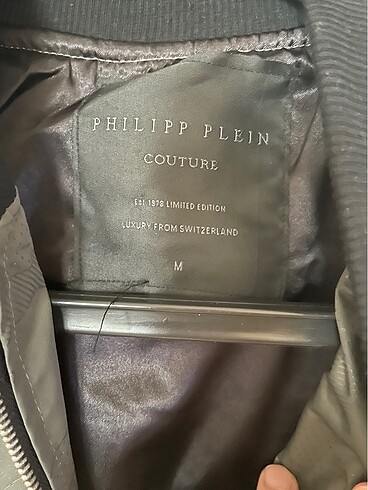 PHILIPP PLEIN
COUTURE
Est 1978 LIMITED EDITION
LUXURY FROM SWITZERLAND
M